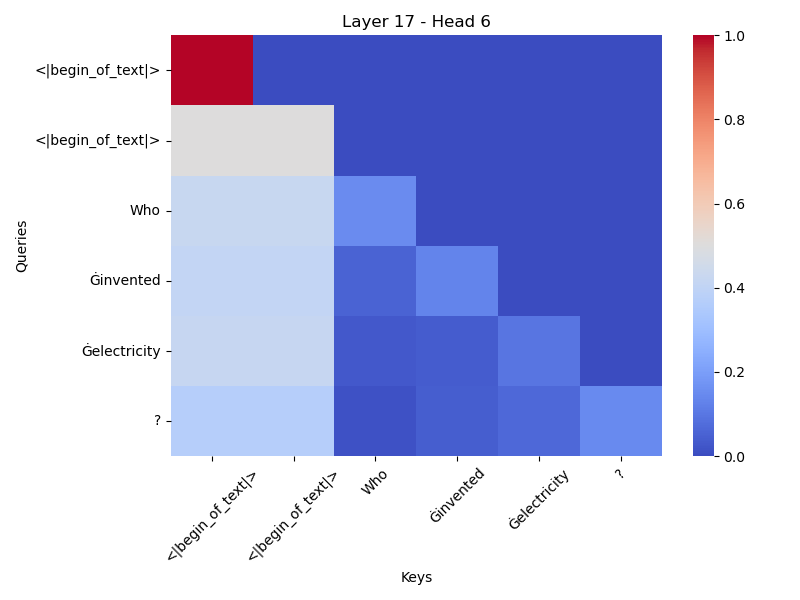 Layer 17 - Head 6
<|begin_of_text|>
<|begin_of_text|>
Who
Ġinvented
Ġelectricity
?
Queries
<|begin_of_text|>
<|begin_of_text|>
Who
Ġinvented
Ġelectricity
?
Keys
1.0
0.8
0.6
0.4
0.2
0.0